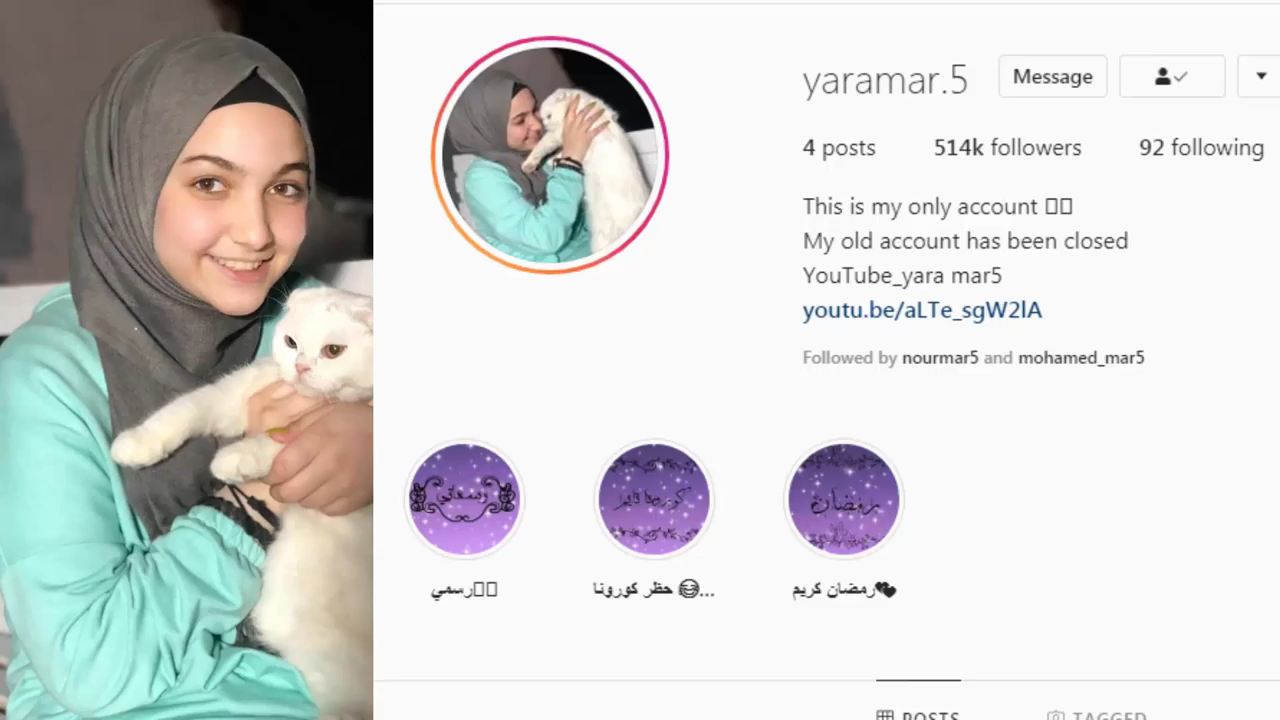 yaramar.5 Message
4 posts 514k followers 92 following
This is my only account
My old account has been closed
YouTube_yara mar5
youtu.be/aLTe_sgW2lA
Followed by nourmar5 and mohamed_mar5
رمضان
رسمي
حظر كورونا 😂...
رمضان كريم🖤
POSTS TAGGED